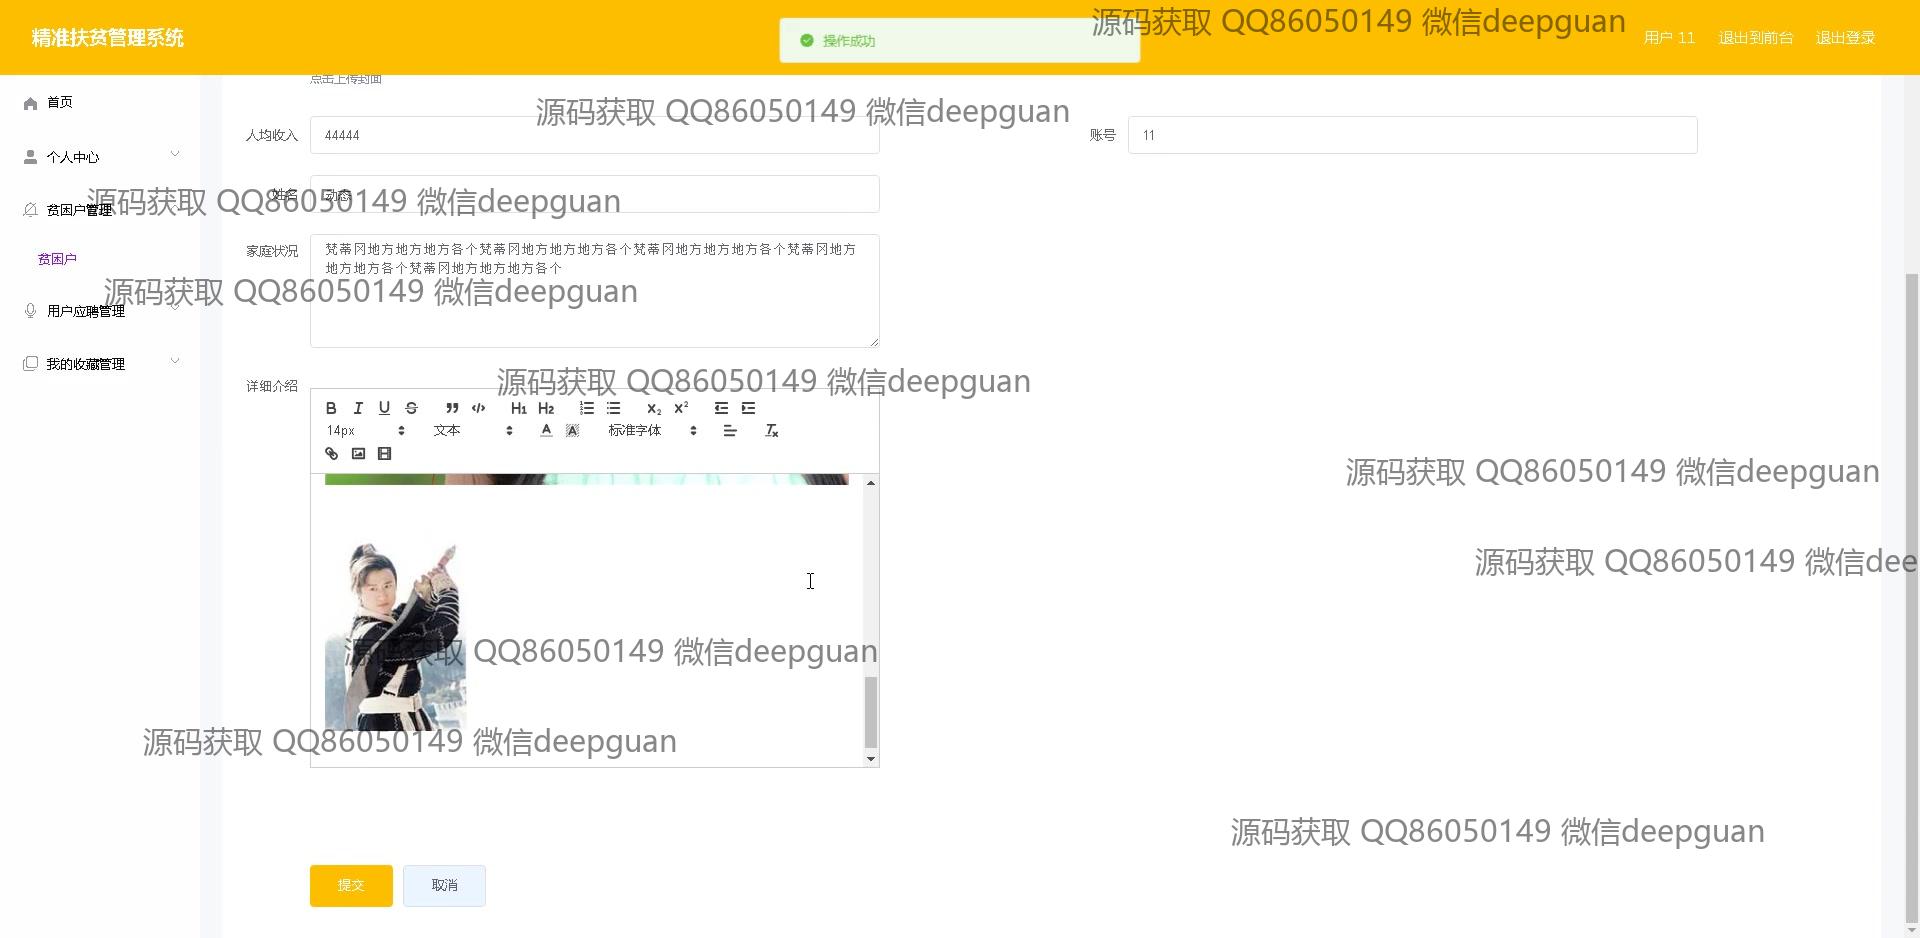 精准扶贫管理系统
操作成功
源码获取 QQ86050149 微信deepguan
用户 11
退出到前台
退出登录
点击上传封面
首页
源码获取 QQ86050149 微信deepguan
人均收入
44444
账号
11
个人中心
姓名
动态
源码获取 QQ86050149 微信deepguan
贫困户管理
家庭状况
梵蒂冈地方地方地方各个梵蒂冈地方地方地方各个梵蒂冈地方地方地方各个梵蒂冈地方
地方地方各个梵蒂冈地方地方地方各个
贫困户
源码获取 QQ86050149 微信deepguan
用户应聘管理
我的收藏管理
详细介绍
源码获取 QQ86050149 微信deepguan
B I U S H1 H2 X2 X2
14px
文本
A A
标准字体
Tx
源码获取 QQ86050149 微信deepguan
源码获取 QQ86050149 微信dee
源码获取 QQ86050149 微信deepguan
源码获取 QQ86050149 微信deepguan
源码获取 QQ86050149 微信deepguan
提交
取消